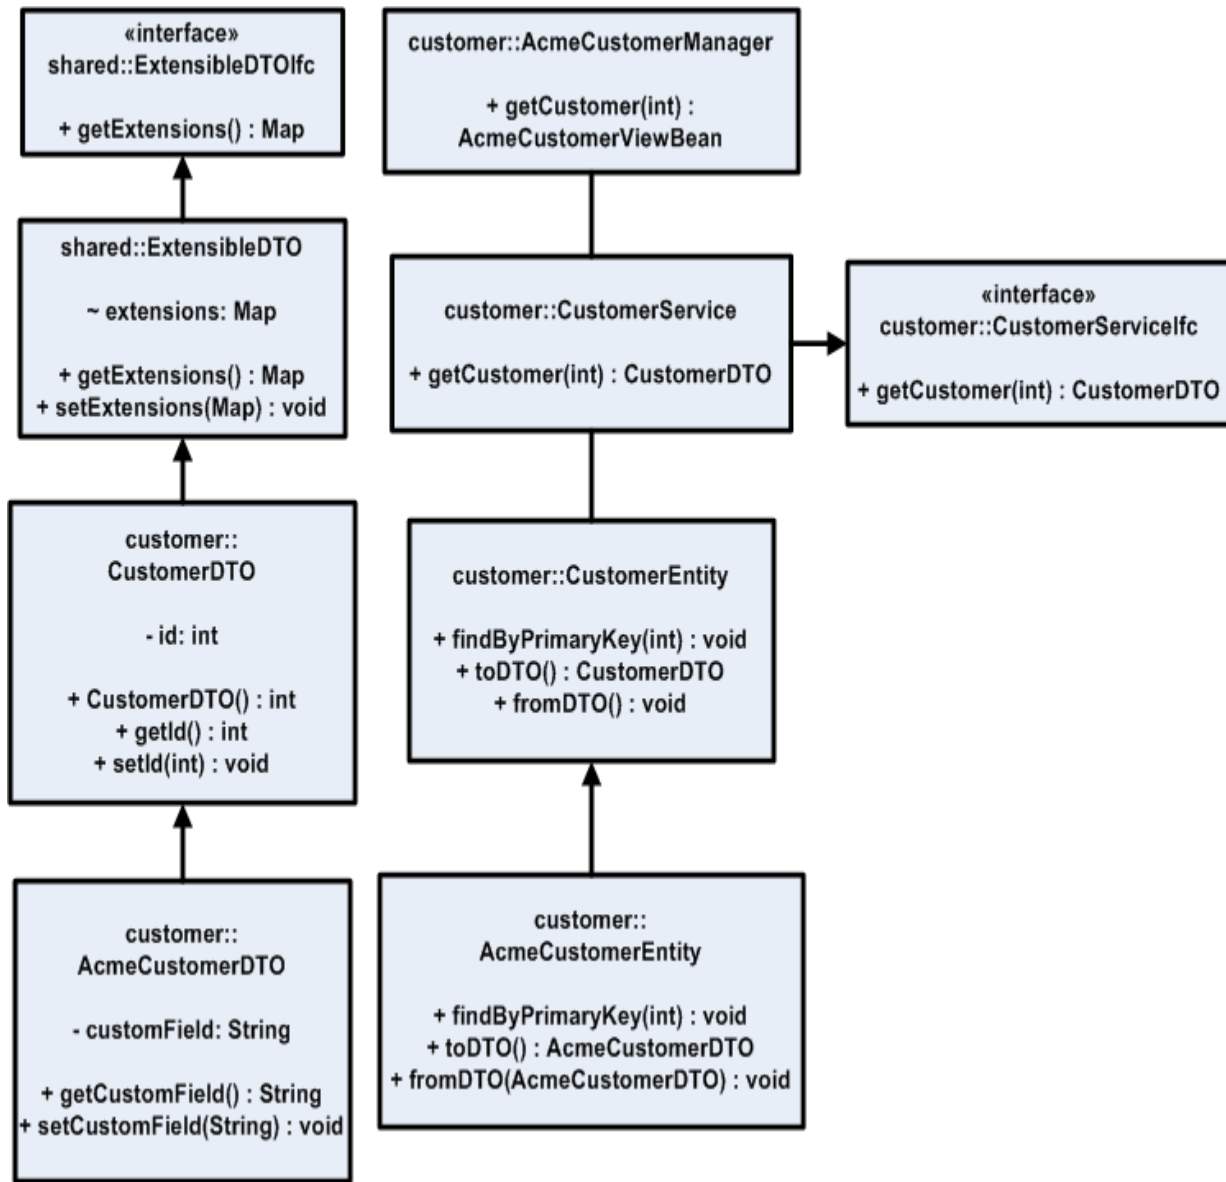 «interface»
shared::ExtensibleDTOIfc
+ getExtensions() : Map
shared::ExtensibleDTO
~ extensions: Map
+ getExtensions() : Map
+ setExtensions(Map) : void
customer::
CustomerDTO
- id: int
+ CustomerDTO() : int
+ getId() : int
+ setId(int) : void
customer::
AcmeCustomerDTO
- customField: String
+ getCustomField() : String
+ setCustomField(String) : void
customer::AcmeCustomerManager
+ getCustomer(int) :
AcmeCustomerViewBean
customer::CustomerService
+ getCustomer(int) : CustomerDTO
«interface»
customer::CustomerServiceIfc
+ getCustomer(int) : CustomerDTO
customer::CustomerEntity
+ findByPrimaryKey(int) : void
+ toDTO() : CustomerDTO
+ fromDTO() : void
customer::
AcmeCustomerEntity
+ findByPrimaryKey(int) : void
+ toDTO() : AcmeCustomerDTO
+ fromDTO(AcmeCustomerDTO) : void